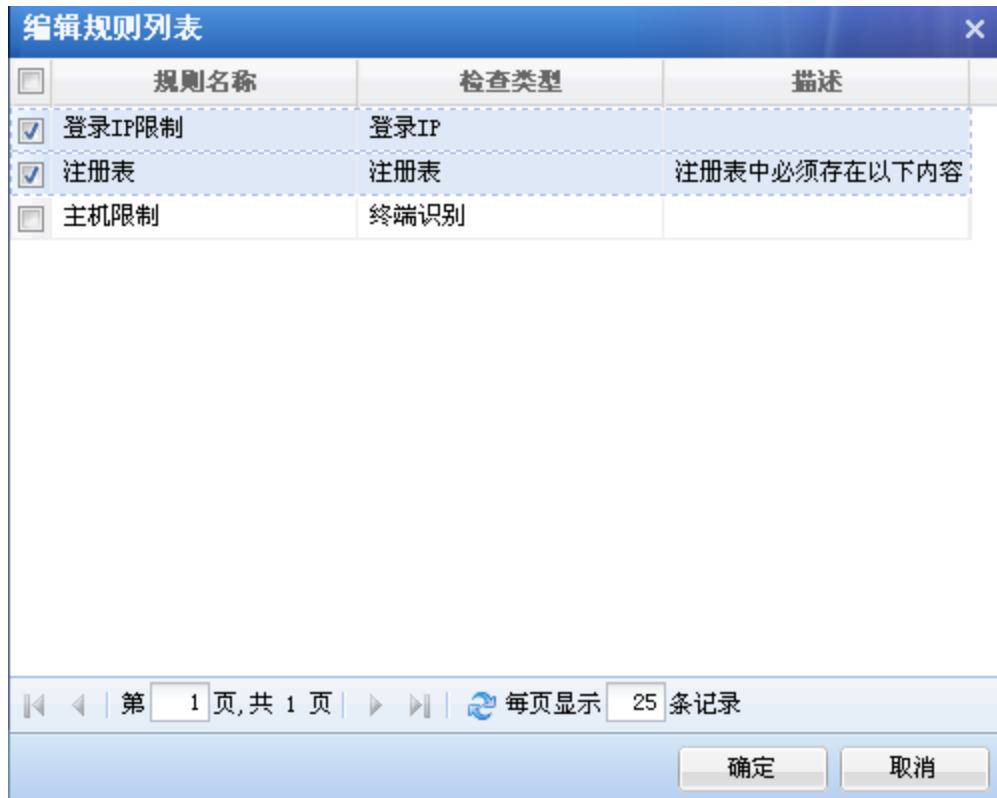 编辑规则列表
规则名称 检查类型 描述
登录IP限制 登录IP
注册表 注册表 注册表中必须存在以下内容
主机限制 终端识别
第 1 页,共 1 页 每页显示 25 条记录
确定 取消